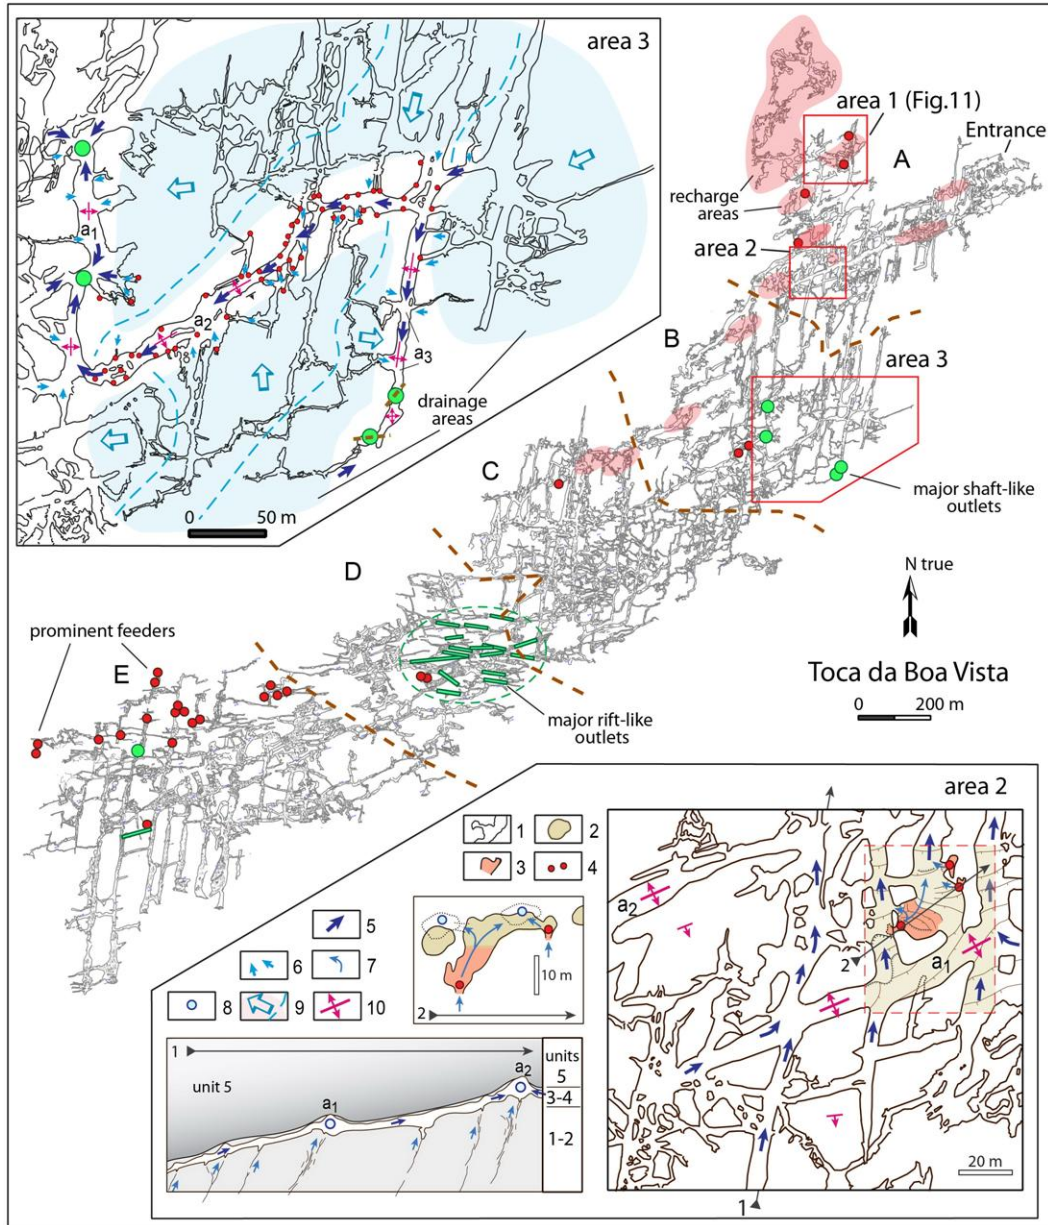 area 3
a1
a2
a3
drainage
areas
0 50 m
area 1 (Fig.11)
Entrance
A
recharge
areas
area 2
B
area 3
C
major shaft-like
outlets
D
N true
prominent feeders
E
Toca da Boa Vista
0 200 m
major rift-like
outlets
area 2
1 2
3 4
5
6 7
8 9 10
10 m
2
1
unit 5
a1
a2
units
5
3-4
1-2
a2
a1
2
20 m
1